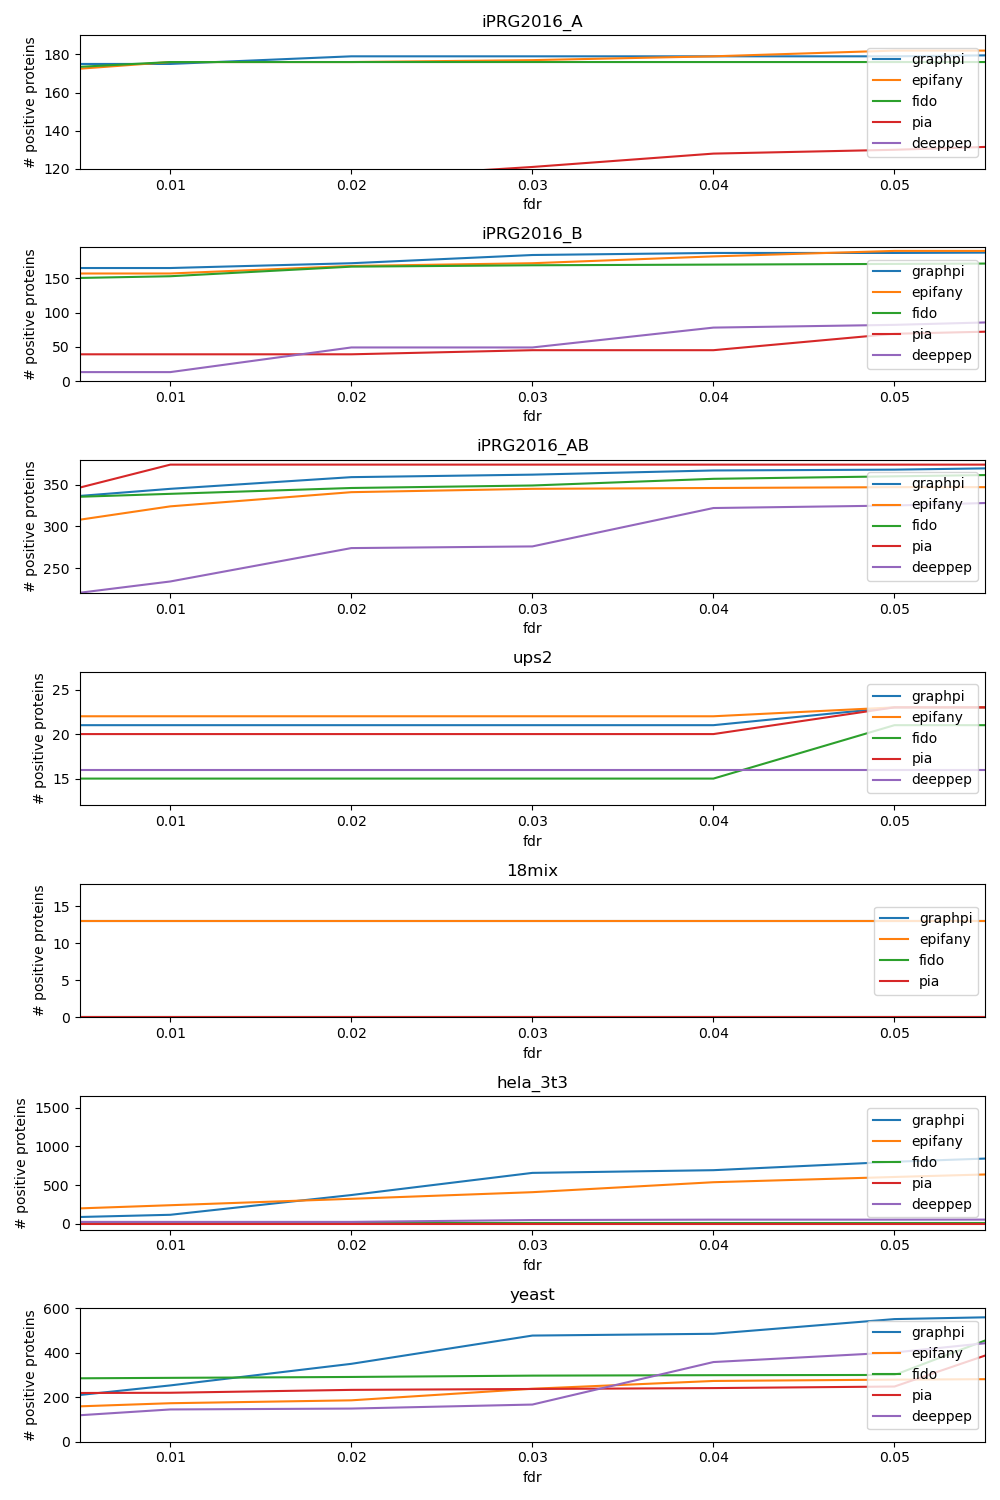 iPRG2016_A
# positive proteins
180
160
140
120
graphpi
epifany
fido
pia
deeppep
0.01 0.02 0.03 0.04 0.05
fdr
iPRG2016_B
# positive proteins
150
100
50
0
graphpi
epifany
fido
pia
deeppep
0.01 0.02 0.03 0.04 0.05
fdr
iPRG2016_AB
# positive proteins
350
300
250
graphpi
epifany
fido
pia
deeppep
0.01 0.02 0.03 0.04 0.05
fdr
ups2
# positive proteins
25
20
15
graphpi
epifany
fido
pia
deeppep
0.01 0.02 0.03 0.04 0.05
fdr
18mix
# positive proteins
15
10
5
0
graphpi
epifany
fido
pia
0.01 0.02 0.03 0.04 0.05
fdr
hela_3t3
# positive proteins
1500
1000
500
0
graphpi
epifany
fido
pia
deeppep
0.01 0.02 0.03 0.04 0.05
fdr
yeast
# positive proteins
600
400
200
0
graphpi
epifany
fido
pia
deeppep
0.01 0.02 0.03 0.04 0.05
fdr